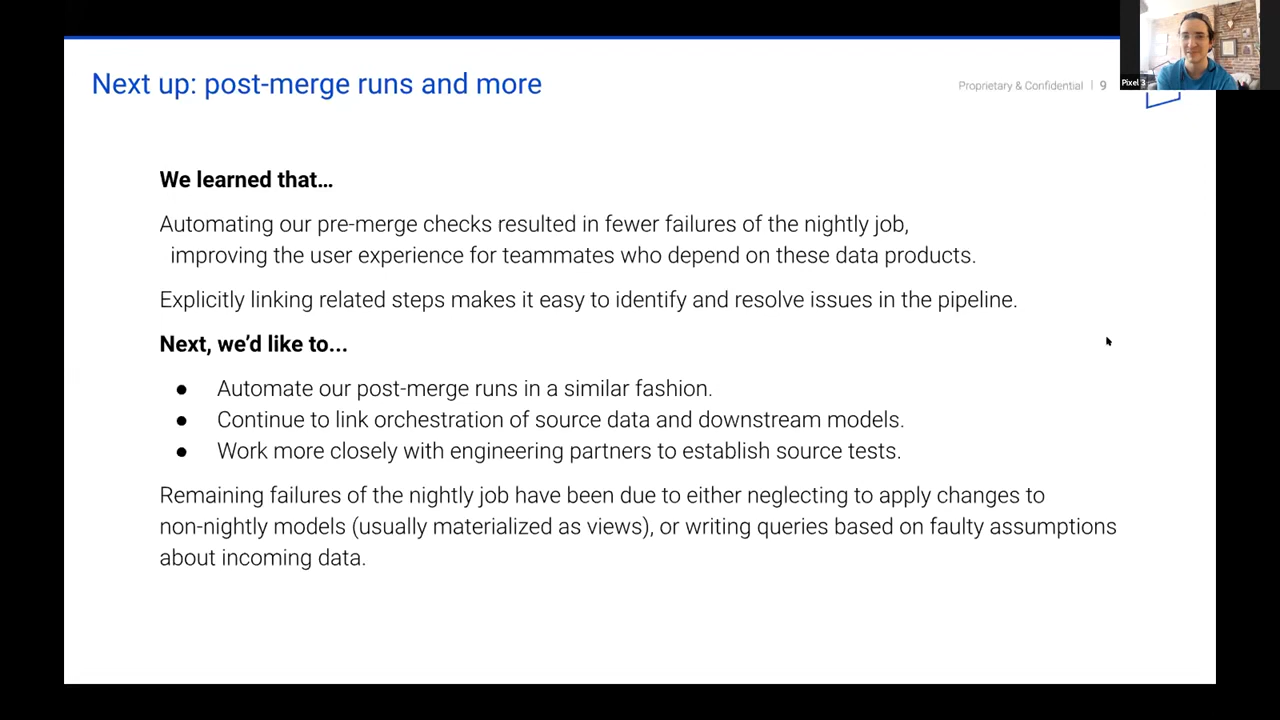 Next up: post-merge runs and more
Proprietary & Confidential | 9
Pixel 3
We learned that…
Automating our pre-merge checks resulted in fewer failures of the nightly job,
improving the user experience for teammates who depend on these data products.
Explicitly linking related steps makes it easy to identify and resolve issues in the pipeline.
Next, we’d like to...
● Automate our post-merge runs in a similar fashion.
● Continue to link orchestration of source data and downstream models.
● Work more closely with engineering partners to establish source tests.
Remaining failures of the nightly job have been due to either neglecting to apply changes to
non-nightly models (usually materialized as views), or writing queries based on faulty assumptions
about incoming data.